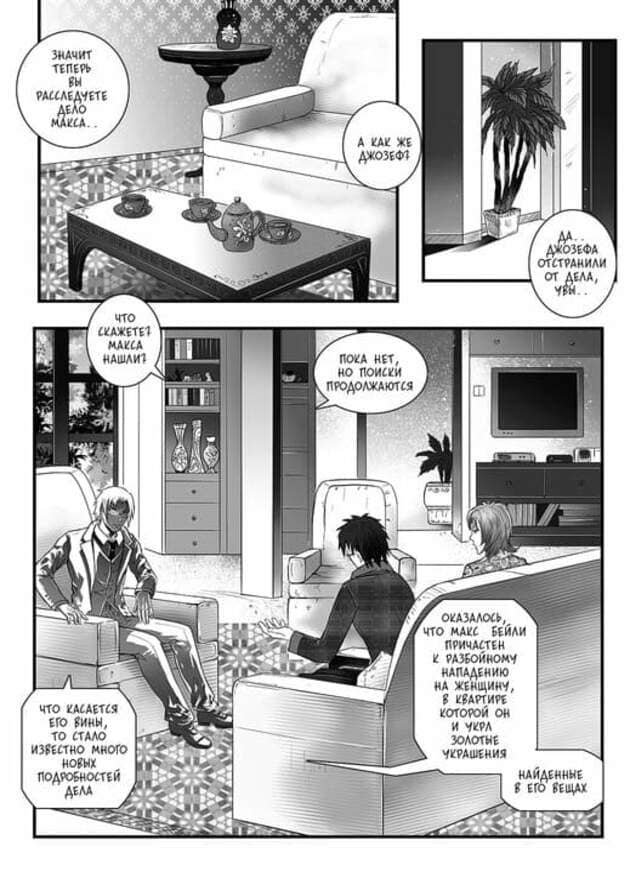 ЗНАЧИТ
ТЕПЕРЬ
ВЫ
РАССЛЕДУЕТЕ
ДЕЛО
МАКСА..
А КАК ЖЕ
ДЖОЗЕФ?
ДА..
ДЖОЗЕФА
ОТСТРАНИЛИ
ОТ ДЕЛА,
УВЫ..
ЧТО
СКАЖЕТЕ?
МАКСА
НАШЛИ?
ПОКА НЕТ,
НО ПОИСКИ
ПРОДОЛЖАЮТСЯ
ЧТО КАСАЕТСЯ
ЕГО ВИНЫ,
ТО СТАЛО
ИЗВЕСТНО МНОГО
НОВЫХ
ПОДРОБНОСТЕЙ
ДЕЛА
ОКАЗАЛОСЬ,
ЧТО МАКС БЕЙЛИ
ПРИЧАСТЕН
К РАЗБОЙНОМУ
НАПАДЕНИЮ
НА ЖЕНЩИНУ,
В КВАРТИРЕ
КОТОРОЙ ОН
И УКРЛ
ЗОЛОТЫЕ
УКРАШЕНИЯ
НАЙДЕННЫЕ
В ЕГО ВЕЩАХ